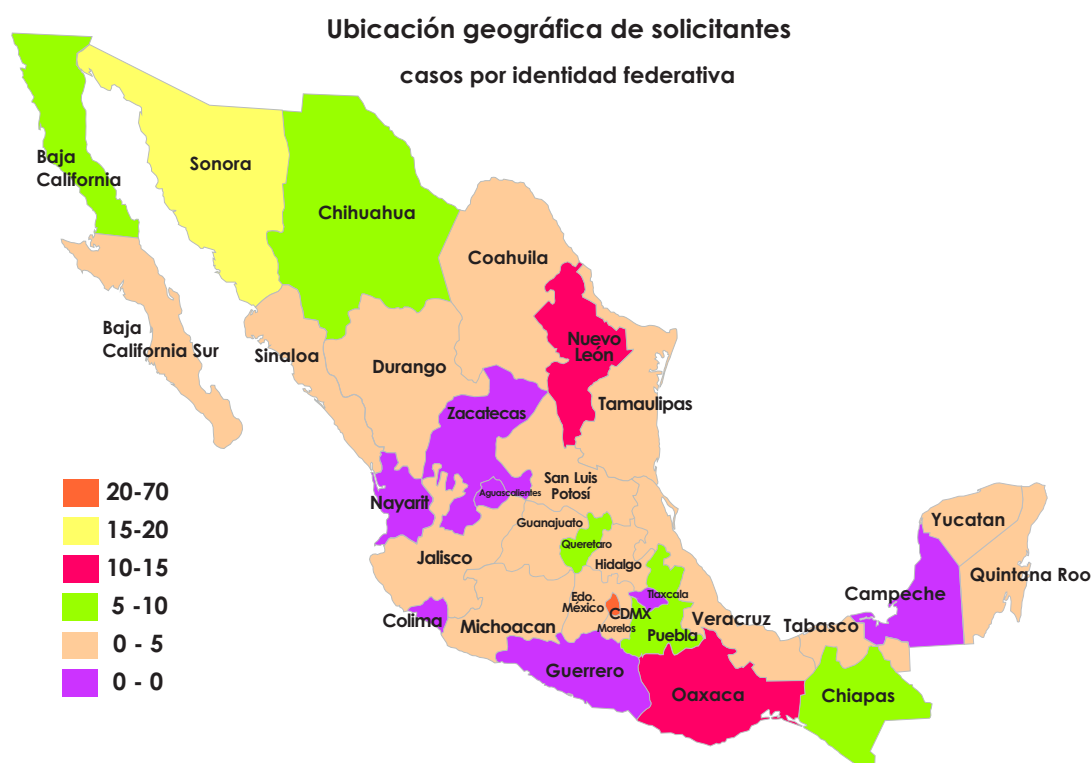 Ubicación geográfica de solicitantes
casos por identidad federativa
Baja
California
Sonora
Chihuahua
Coahuila
Baja
California Sur
Sinaloa
Durango
Nuevo
León
Zacatecas
Tamaulipas
San Luis
Potosí
Aguascalientes
Nayarit
Guanajuato
Queretaro
Hidalgo
Jalisco
Yucatan
Quintana Roo
Campeche
Edo.
México
Tlaxcala
CDMX
Morelos
Colima
Michoacan
Puebla
Veracruz
Tabasco
Guerrero
Oaxaca
Chiapas
20-70
15-20
10-15
5 -10
0 - 5
0 - 0